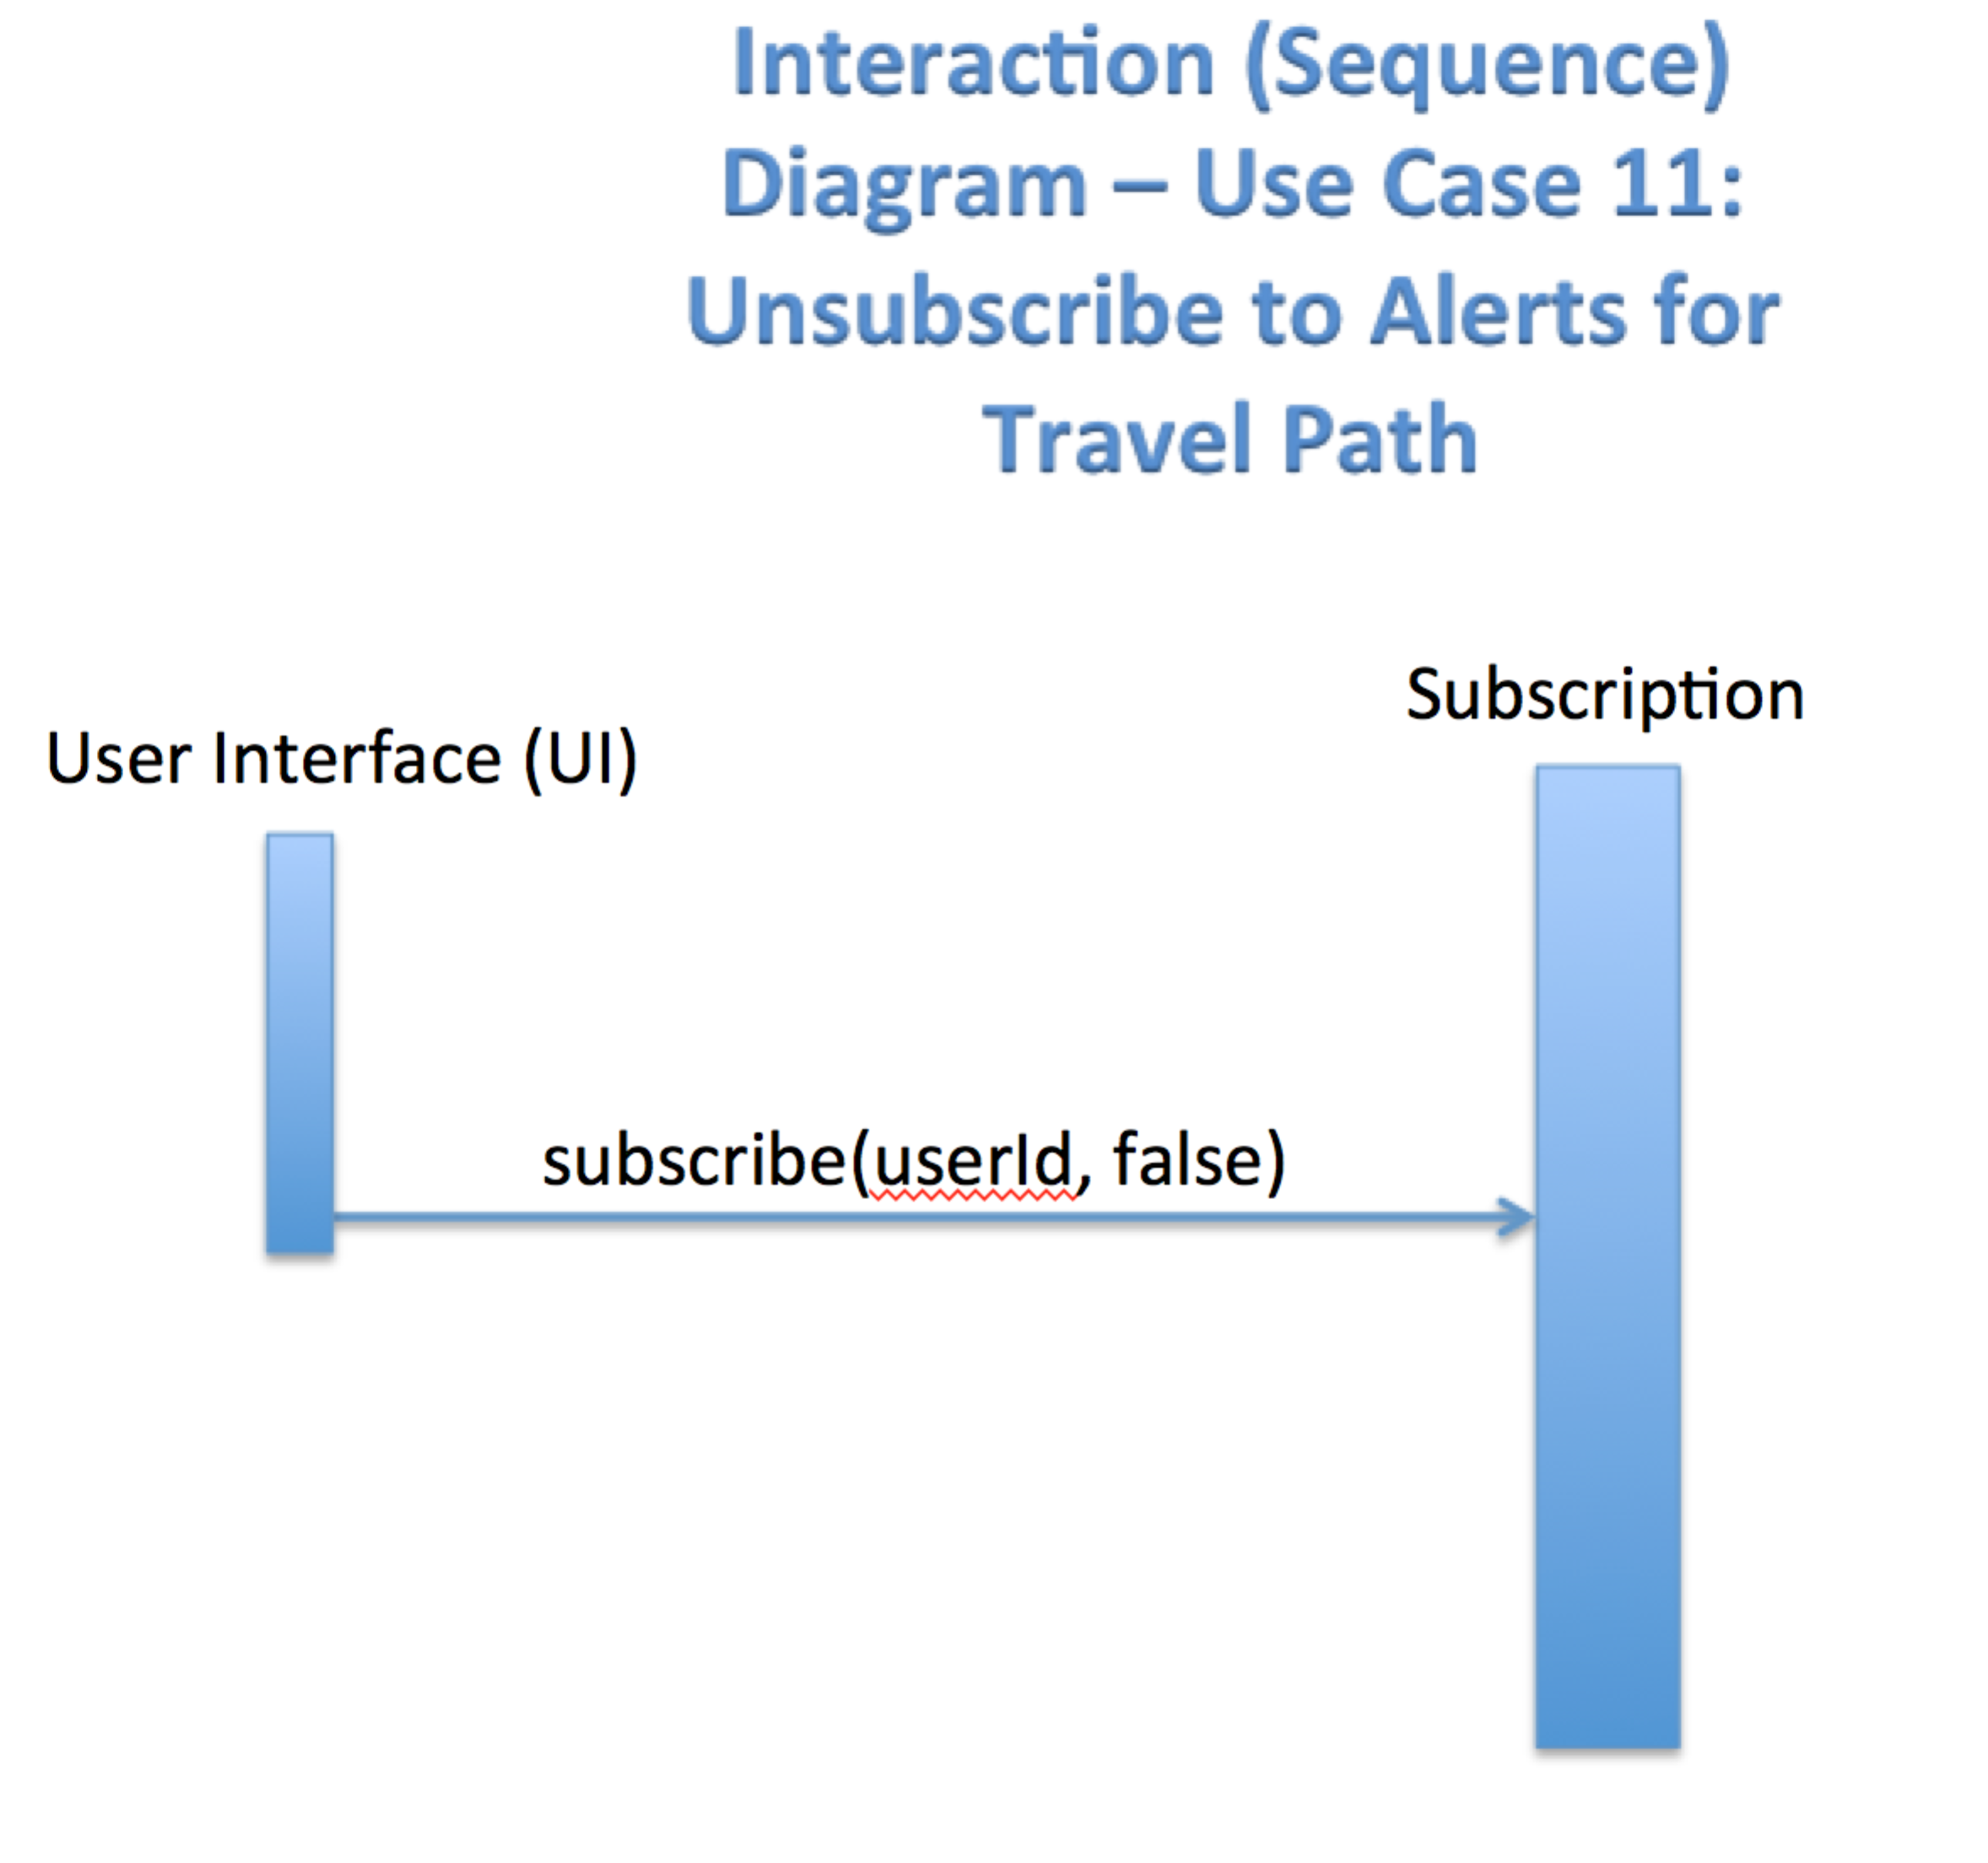 Interaction (Sequence)
Diagram – Use Case 11:
Unsubscribe to Alerts for
Travel Path
Subscription
User Interface (UI)
subscribe(userId, false)